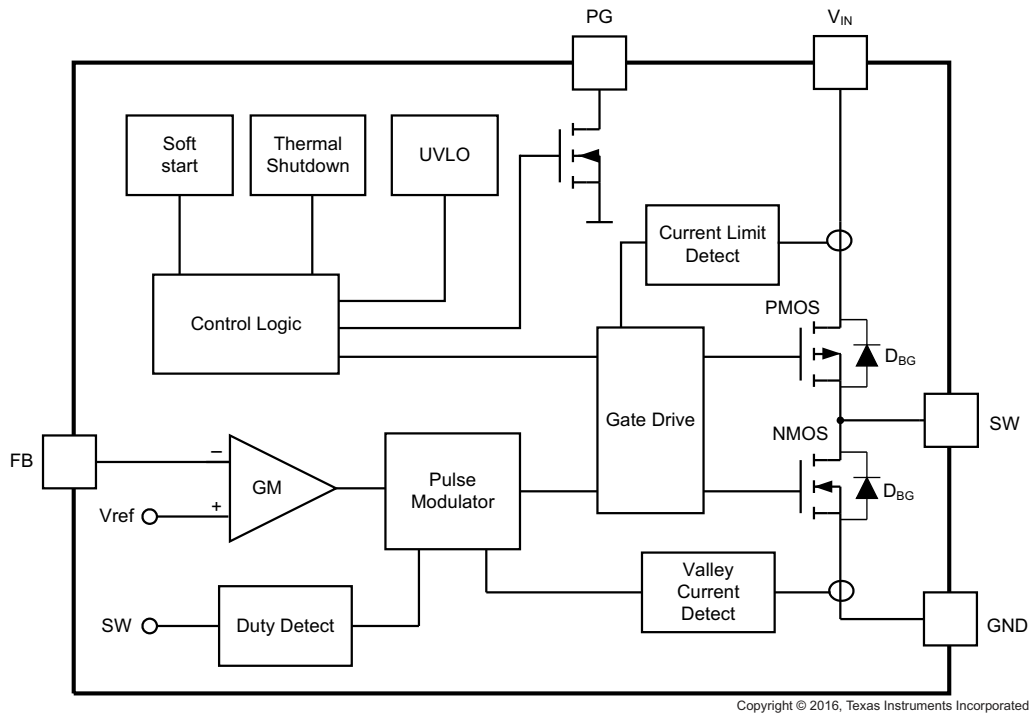 PG
V_IN
Soft
start
Thermal
Shutdown
UVLO
Current Limit
Detect
Control Logic
PMOS
D_BG
Gate Drive
SW
NMOS
FB
−
GM
+
Vref
Pulse
Modulator
D_BG
Valley
Current
Detect
SW
Duty Detect
GND
Copyright © 2016, Texas Instruments Incorporated